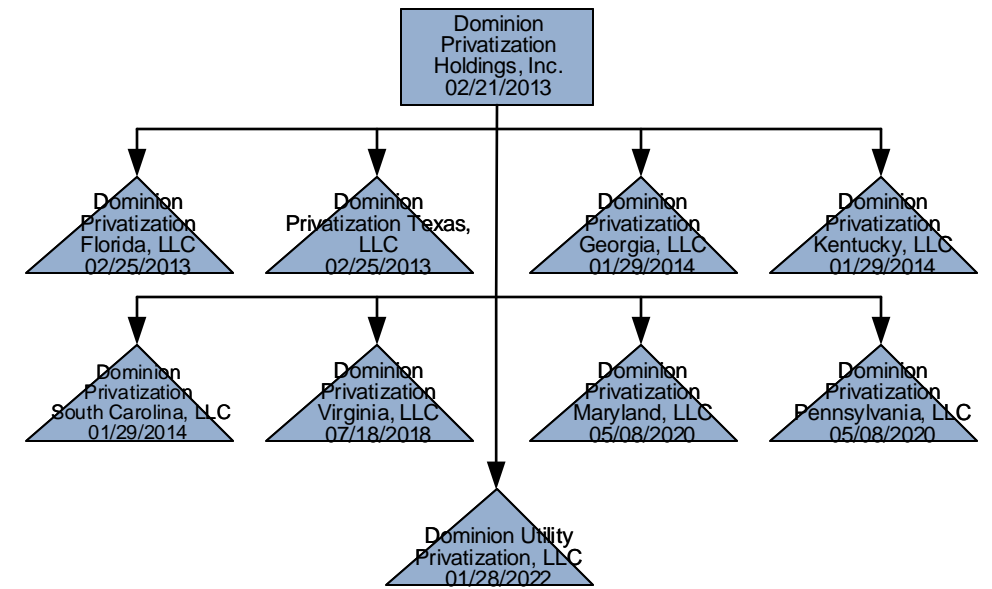 Dominion
Privatization
Holdings, Inc.
02/21/2013
Dominion
Privatization
Florida, LLC
02/25/2013
Dominion
Privatization Texas,
LLC
02/25/2013
Dominion
Privatization
Georgia, LLC
01/29/2014
Dominion
Privatization
Kentucky, LLC
01/29/2014
Dominion
Privatization
South Carolina, LLC
01/29/2014
Dominion
Privatization
Virginia, LLC
07/18/2018
Dominion
Privatization
Maryland, LLC
05/08/2020
Dominion
Privatization
Pennsylvania, LLC
05/08/2020
Dominion Utility
Privatization, LLC
01/28/2022